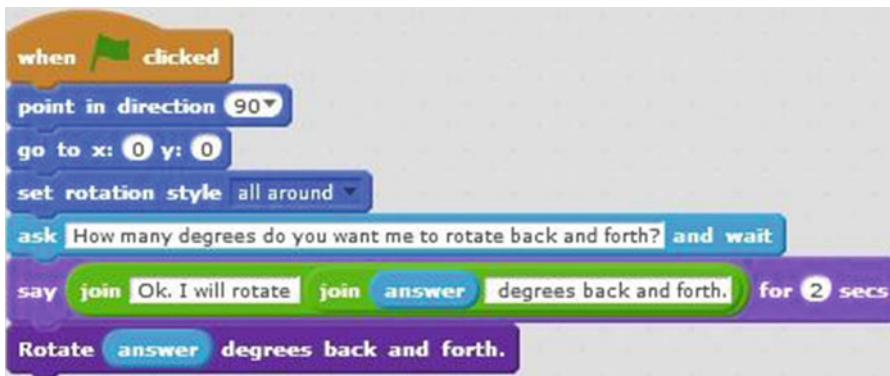 when clicked
point in direction 90
go to x: 0 y: 0
set rotation style all around
ask How many degrees do you want me to rotate back and forth? and wait
say join Ok. I will rotate join answer degrees back and forth. for 2 secs
Rotate answer degrees back and forth.